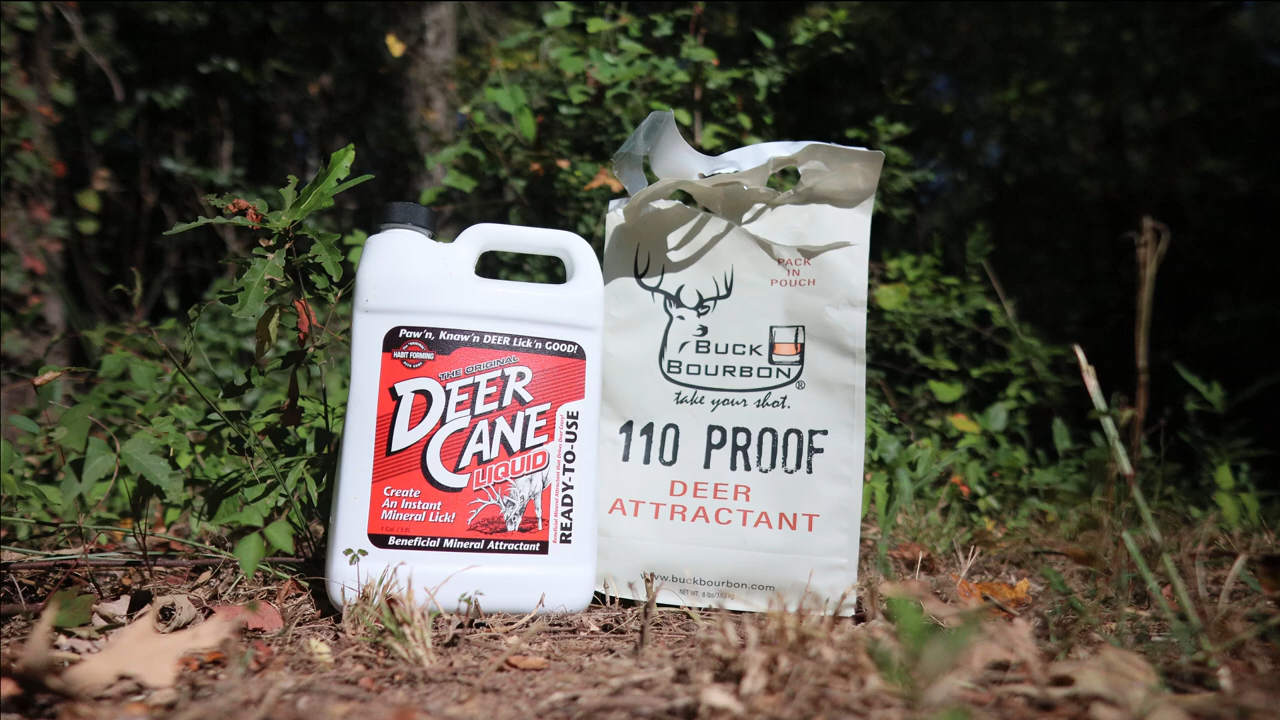 Paw'n, Knaw'n DEER Lick'n GOOD!
HABIT FORMING
THE ORIGINAL
DEER
CANE
LIQUID
READY-TO-USE
Create
An Instant
Mineral Lick!
Beneficial Mineral Attractant
PACK
IN
POUCH
BUCK
BOURBON®
take your shot.
110 PROOF
DEER
ATTRACTANT
www.buckbourbon.com